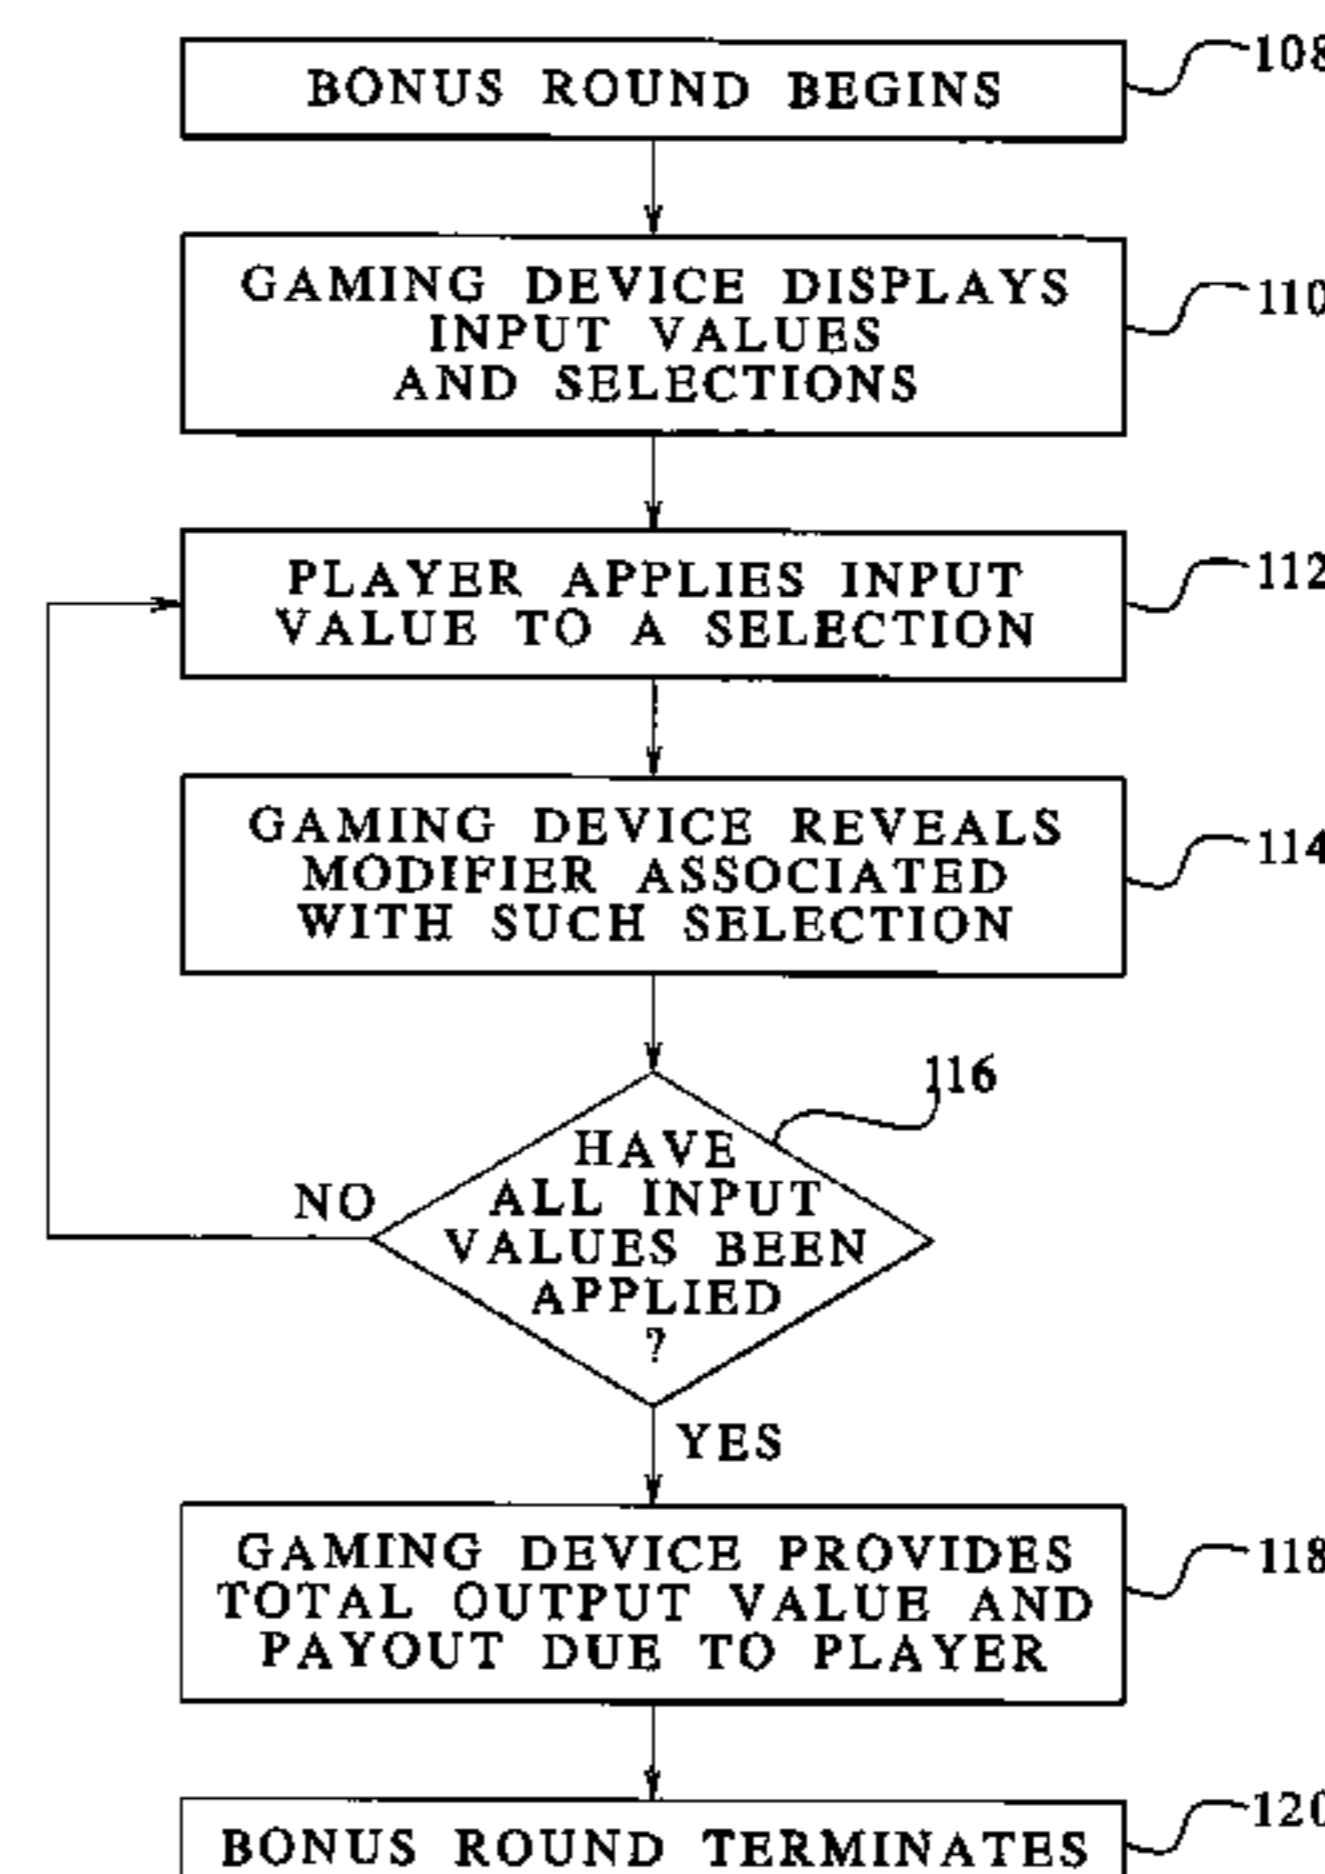 BONUS ROUND BEGINS
108
GAMING DEVICE DISPLAYS
INPUT VALUES
AND SELECTIONS
110
PLAYER APPLIES INPUT
VALUE TO A SELECTION
112
GAMING DEVICE REVEALS
MODIFIER ASSOCIATED
WITH SUCH SELECTION
114
116
HAVE
ALL INPUT
VALUES BEEN
APPLIED
?
NO
YES
GAMING DEVICE PROVIDES
TOTAL OUTPUT VALUE AND
PAYOUT DUE TO PLAYER
118
BONUS ROUND TERMINATES
120